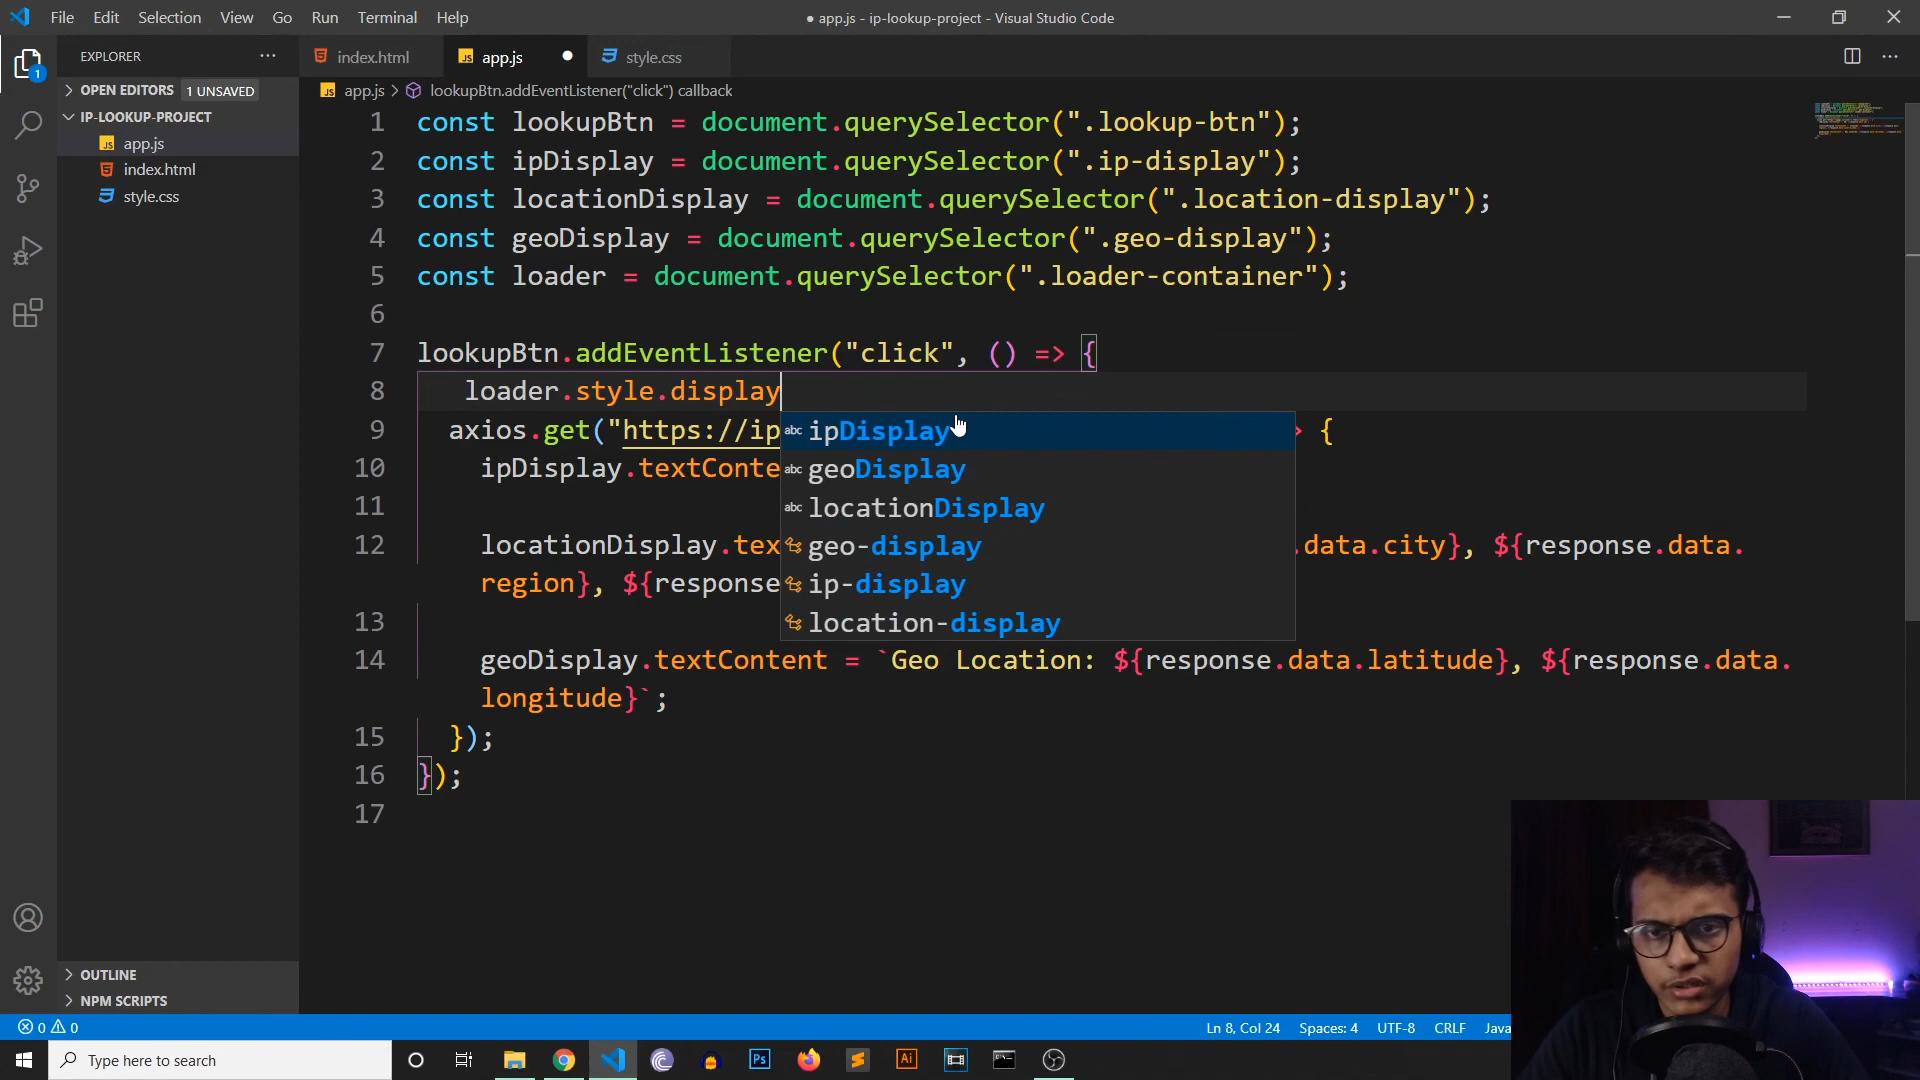 File Edit Selection View Go Run Terminal Help
● app.js - ip-lookup-project - Visual Studio Code
EXPLORER
OPEN EDITORS 1 UNSAVED
IP-LOOKUP-PROJECT
app.js
index.html
style.css
OUTLINE
NPM SCRIPTS
index.html app.js style.css
app.js > lookupBtn.addEventListener("click") callback
1 const lookupBtn = document.querySelector(".lookup-btn");
2 const ipDisplay = document.querySelector(".ip-display");
3 const locationDisplay = document.querySelector(".location-display");
4 const geoDisplay = document.querySelector(".geo-display");
5 const loader = document.querySelector(".loader-container");
6
7 lookupBtn.addEventListener("click", () => {
8 loader.style.display
9 axios.get("https://ip {
10 ipDisplay.textConte
11
12 locationDisplay.tex .data.city}, ${response.data.
region}, ${response
13
14 geoDisplay.textContent = `Geo Location: ${response.data.latitude}, ${response.data.
longitude}`;
15 });
16 });
17
abc ipDisplay
abc geoDisplay
abc locationDisplay
geo-display
ip-display
location-display
0 0
Ln 8, Col 24 Spaces: 4 UTF-8 CRLF Java
Type here to search
Ps Ai